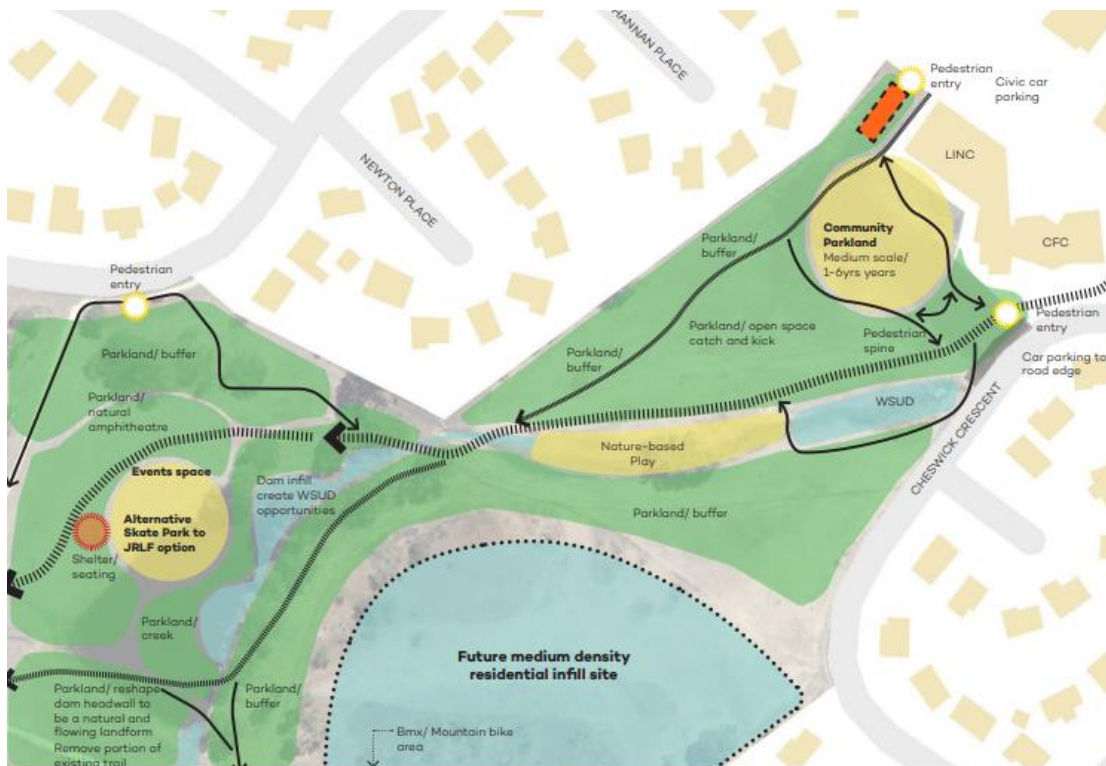 HANNAN PLACE
Pedestrian
entry
Civic car
parking
LINC
NEWTON PLACE
Community
Parkland
Medium scale/
1-6yrs years
CFC
Parkland/
buffer
Pedestrian
entry
Pedestrian
entry
Parkland/ open space
catch and kick
Pedestrian
spine
Parkland/ buffer
Parkland/
buffer
Car parking to
road edge
Parkland/
natural
amphitheatre
WSUD
CHESWICK CRESCENT
Nature-based
Play
Events space
Dam infill
create WSUD
opportunities
Alternative
Skate Park to
JRLF option
Parkland/ buffer
Shelter/
seating
Parkland/
creek
Future medium density
residential infill site
Parkland/ reshape
dam headwall to
be a natural and
flowing landform
Remove portion of
existing trail
Parkland/
buffer
Bmx/ Mountain bike
area